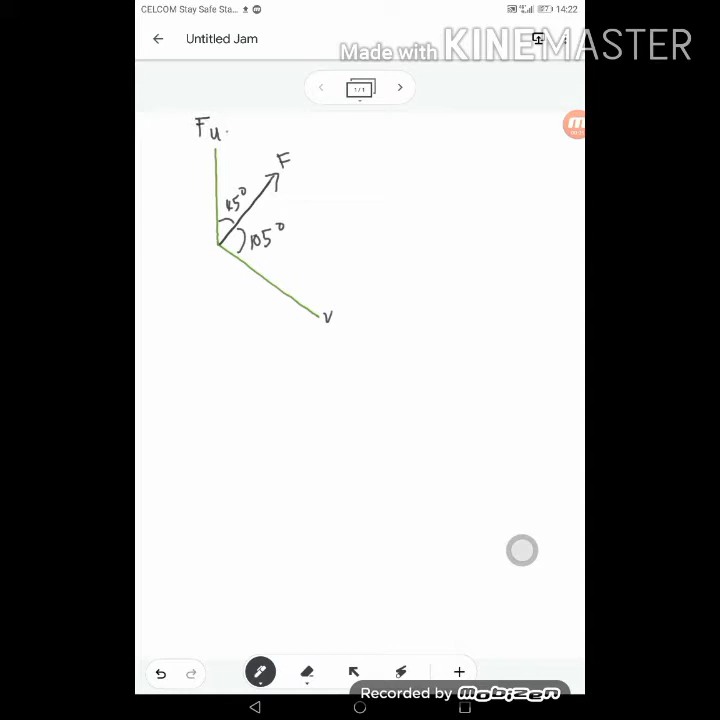 CELCOM Stay Safe Sta...
14:22
Untitled Jam
Made with KINEMASTER
1/1
Fu.
F
45°
105°
v
Recorded by mobizen